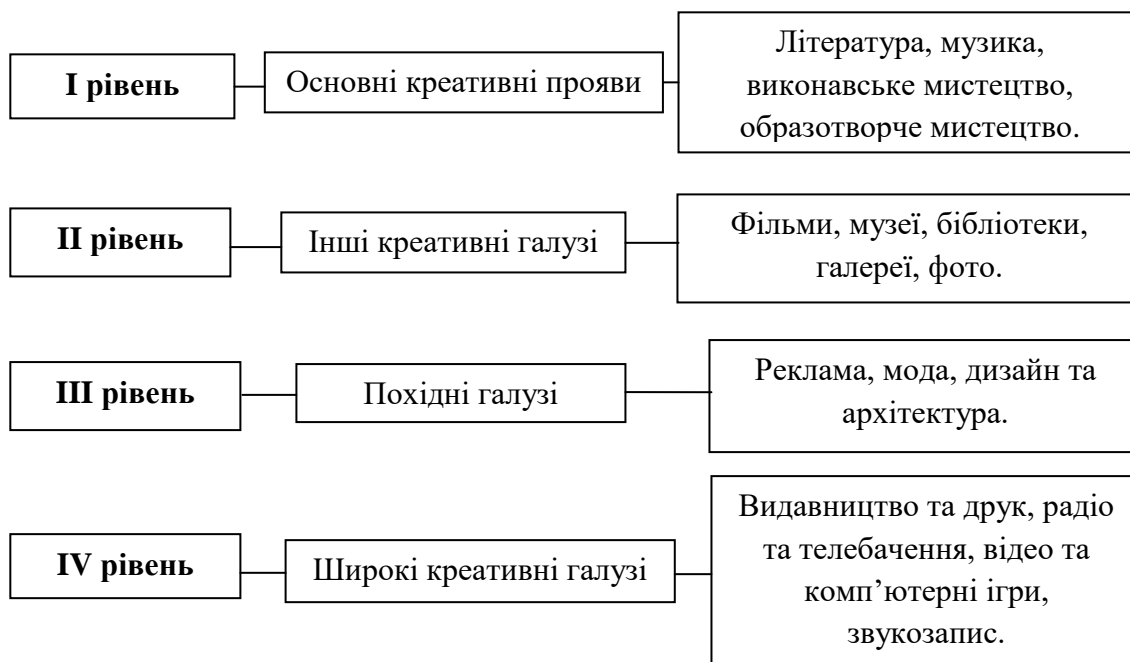 І рівень
Основні креативні прояви
Література, музика,
виконавське мистецтво,
образотворче мистецтво.
ІІ рівень
Інші креативні галузі
Фільми, музеї, бібліотеки,
галереї, фото.
ІІІ рівень
Похідні галузі
Реклама, мода, дизайн та
архітектура.
IV рівень
Широкі креативні галузі
Видавництво та друк, радіо
та телебачення, відео та
комп’ютерні ігри,
звукозапис.